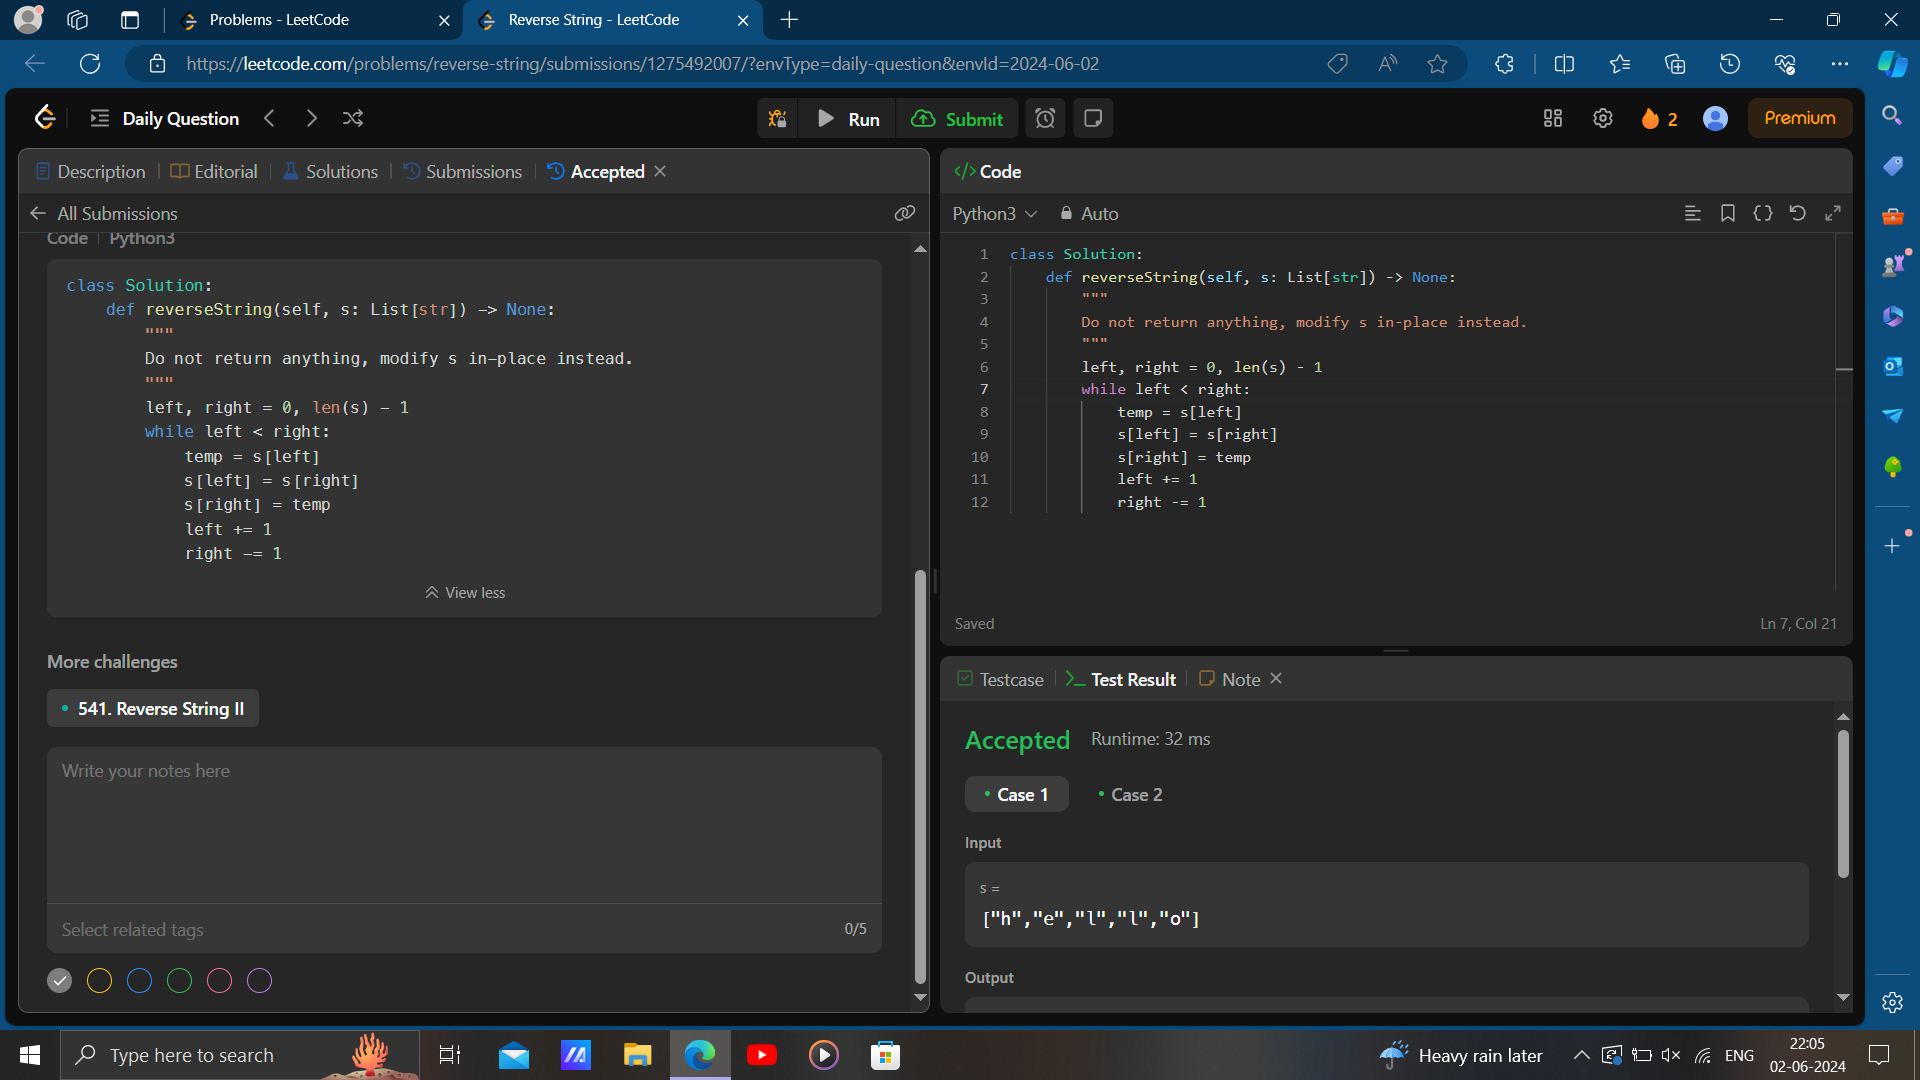 Problems - LeetCode
Reverse String - LeetCode
https://leetcode.com/problems/reverse-string/submissions/1275492007/?envType=daily-question&envId=2024-06-02
Daily Question
Run
Submit
2
Premium
Description
Editorial
Solutions
Submissions
Accepted
All Submissions
Code
Python3
class Solution:
    def reverseString(self, s: List[str]) -> None:
        """
        Do not return anything, modify s in-place instead.
        """
        left, right = 0, len(s) - 1
        while left < right:
            temp = s[left]
            s[left] = s[right]
            s[right] = temp
            left += 1
            right -= 1
View less
More challenges
541. Reverse String II
Write your notes here
Select related tags
0/5
</> Code
Python3
Auto
1 class Solution:
2     def reverseString(self, s: List[str]) -> None:
3         """
4         Do not return anything, modify s in-place instead.
5         """
6         left, right = 0, len(s) - 1
7         while left < right:
8             temp = s[left]
9             s[left] = s[right]
10             s[right] = temp
11             left += 1
12             right -= 1
Saved
Ln 7, Col 21
Testcase
Test Result
Note
Accepted
Runtime: 32 ms
Case 1
Case 2
Input
s =
["h","e","l","l","o"]
Output
Type here to search
Heavy rain later
ENG
22:05
02-06-2024